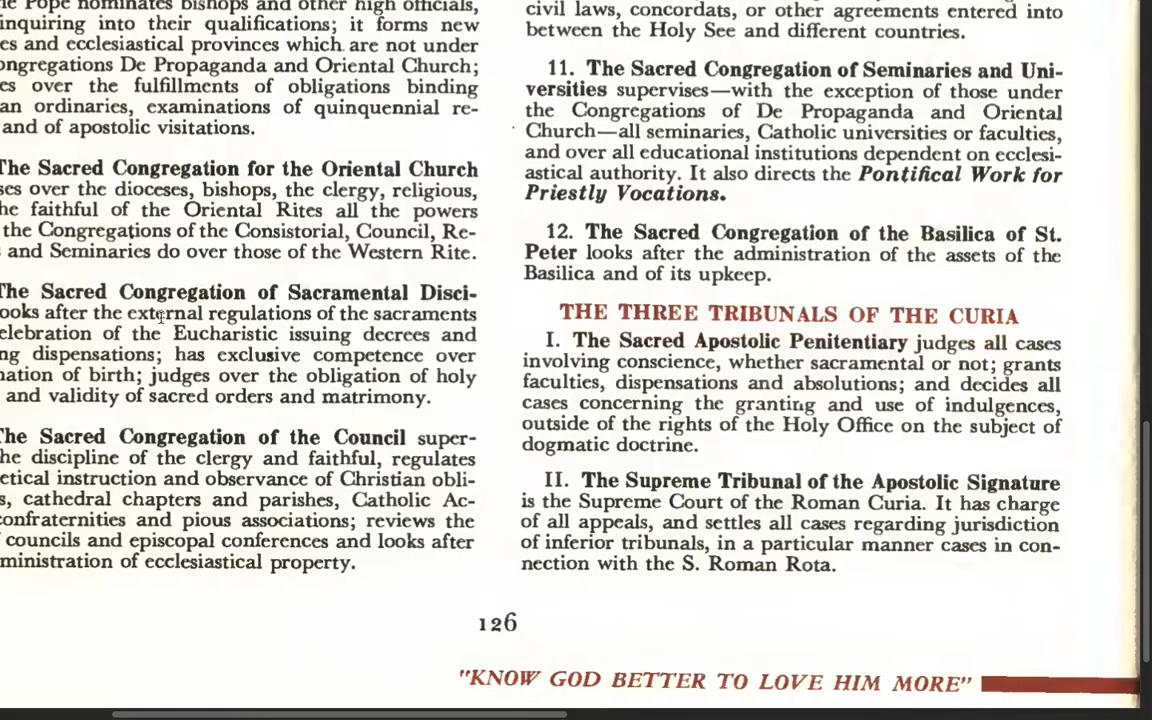 Pope nominates bishops and other high officials,
inquiring into their qualifications; it forms new
es and ecclesiastical provinces which are not under
ongregations De Propaganda and Oriental Church;
es over the fulfillments of obligations binding
an ordinaries, examinations of quinquennial re-
and of apostolic visitations.
The Sacred Congregation for the Oriental Church
ses over the dioceses, bishops, the clergy, religious,
he faithful of the Oriental Rites all the powers
the Congregations of the Consistorial, Council, Re-
and Seminaries do over those of the Western Rite.
The Sacred Congregation of Sacramental Disci-
ooks after the external regulations of the sacraments
elebration of the Eucharistic issuing decrees and
ng dispensations; has exclusive competence over
nation of birth; judges over the obligation of holy
and validity of sacred orders and matrimony.
The Sacred Congregation of the Council super-
he discipline of the clergy and faithful, regulates
etical instruction and observance of Christian obli-
s, cathedral chapters and parishes, Catholic Ac-
confraternities and pious associations; reviews the
councils and episcopal conferences and looks after
ministration of ecclesiastical property.
civil laws, concordats, or other agreements entered into
between the Holy See and different countries.
11. The Sacred Congregation of Seminaries and Uni-
versities supervises—with the exception of those under
the Congregations of De Propaganda and Oriental
Church—all seminaries, Catholic universities or faculties,
and over all educational institutions dependent on ecclesi-
astical authority. It also directs the Pontifical Work for
Priestly Vocations.
12. The Sacred Congregation of the Basilica of St.
Peter looks after the administration of the assets of the
Basilica and of its upkeep.
THE THREE TRIBUNALS OF THE CURIA
I. The Sacred Apostolic Penitentiary judges all cases
involving conscience, whether sacramental or not; grants
faculties, dispensations and absolutions; and decides all
cases concerning the granting and use of indulgences,
outside of the rights of the Holy Office on the subject of
dogmatic doctrine.
II. The Supreme Tribunal of the Apostolic Signature
is the Supreme Court of the Roman Curia. It has charge
of all appeals, and settles all cases regarding jurisdiction
of inferior tribunals, in a particular manner cases in con-
nection with the S. Roman Rota.
126
"KNOW GOD BETTER TO LOVE HIM MORE"